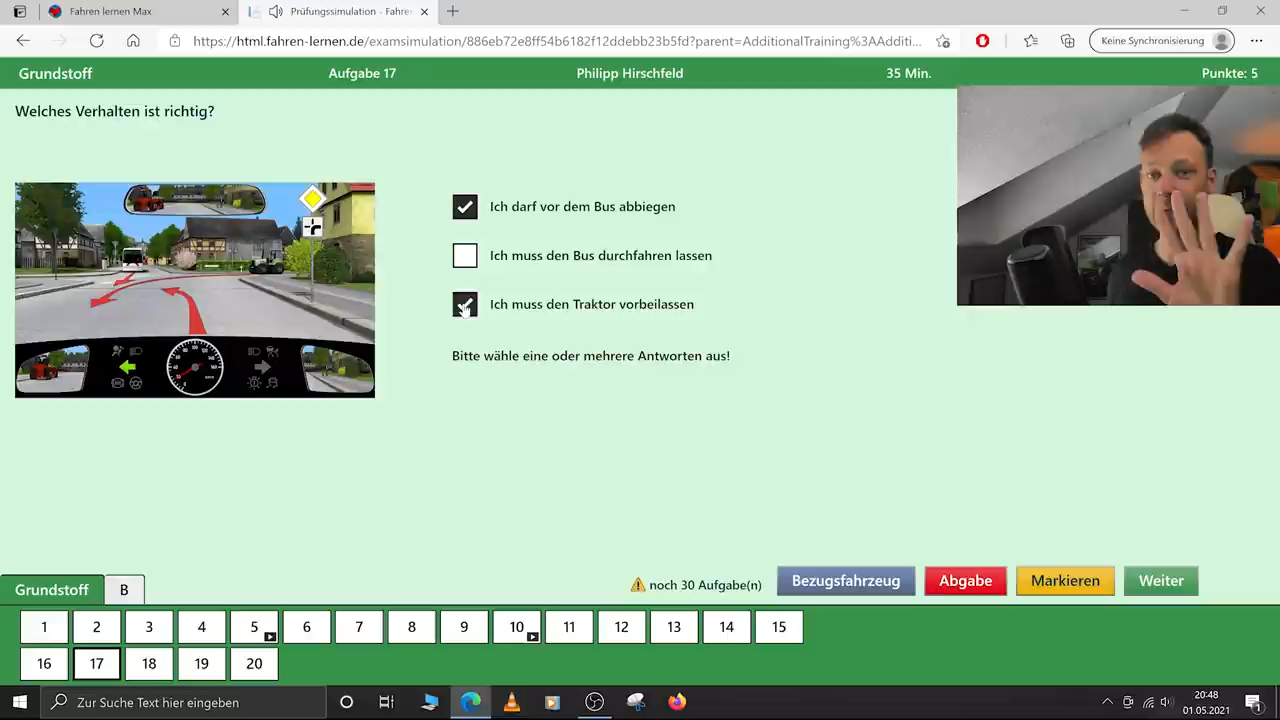 Fahren lernen Max
Prüfungssimulation - Fahre
https://html.fahren-lernen.de/examsimulation/886eb72e8ff54b6182f12ddebb23b5fd?parent=AdditionalTraining%3AAdditi...
Keine Synchronisierung
Grundstoff
Aufgabe 17
Philipp Hirschfeld
35 Min.
Punkte: 5
Welches Verhalten ist richtig?
Ich darf vor dem Bus abbiegen
Ich muss den Bus durchfahren lassen
Ich muss den Traktor vorbeilassen
Bitte wähle eine oder mehrere Antworten aus!
Grundstoff
B
noch 30 Aufgabe(n)
Bezugsfahrzeug
Abgabe
Markieren
Weiter
1 2 3 4 5 6 7 8 9 10 11 12 13 14 15
16 17 18 19 20
Zur Suche Text hier eingeben
20:48
01.05.2021